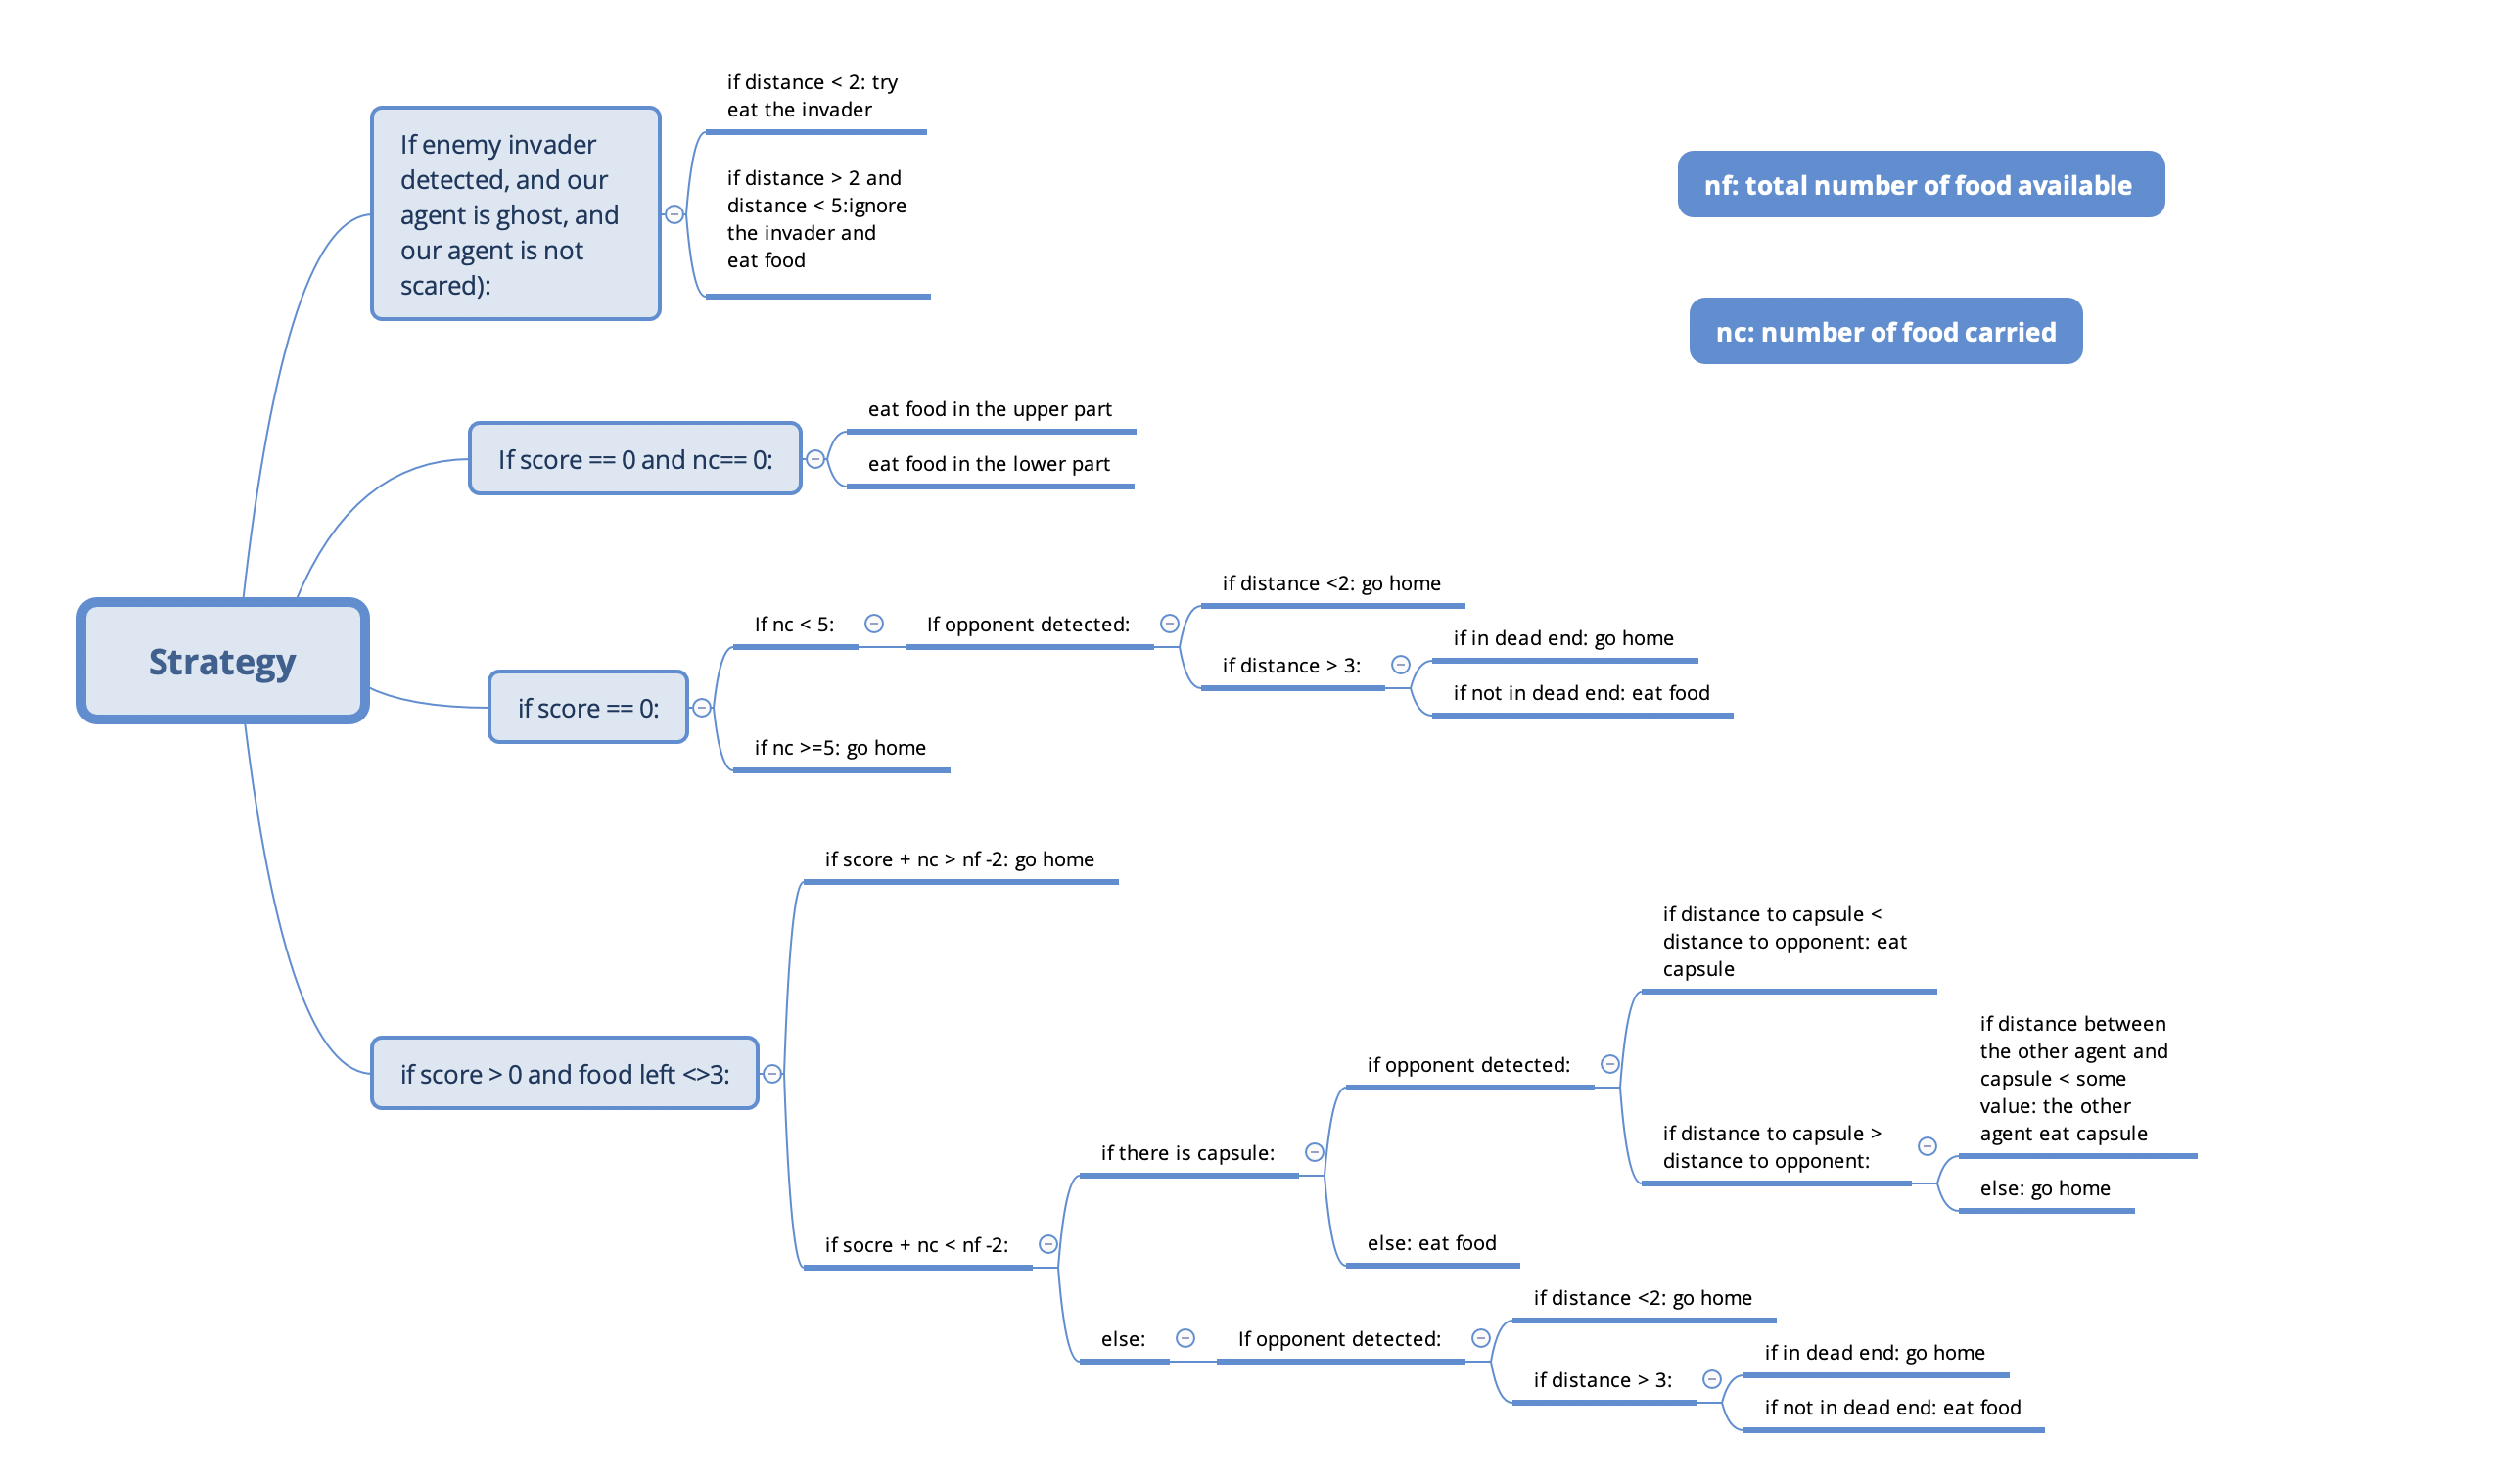 Strategy
If enemy invader
detected, and our
agent is ghost, and
our agent is not
scared):
if distance < 2: try
eat the invader
if distance > 2 and
distance < 5:ignore
the invader and
eat food
If score == 0 and nc== 0:
eat food in the upper part
eat food in the lower part
if score == 0:
If nc < 5:
If opponent detected:
if distance <2: go home
if distance > 3:
if in dead end: go home
if not in dead end: eat food
if nc >=5: go home
if score > 0 and food left <>3:
if score + nc > nf -2: go home
if socre + nc < nf -2:
if there is capsule:
if opponent detected:
if distance to capsule <
distance to opponent: eat
capsule
if distance to capsule >
distance to opponent:
if distance between
the other agent and
capsule < some
value: the other
agent eat capsule
else: go home
else: eat food
else:
If opponent detected:
if distance <2: go home
if distance > 3:
if in dead end: go home
if not in dead end: eat food
nf: total number of food available
nc: number of food carried